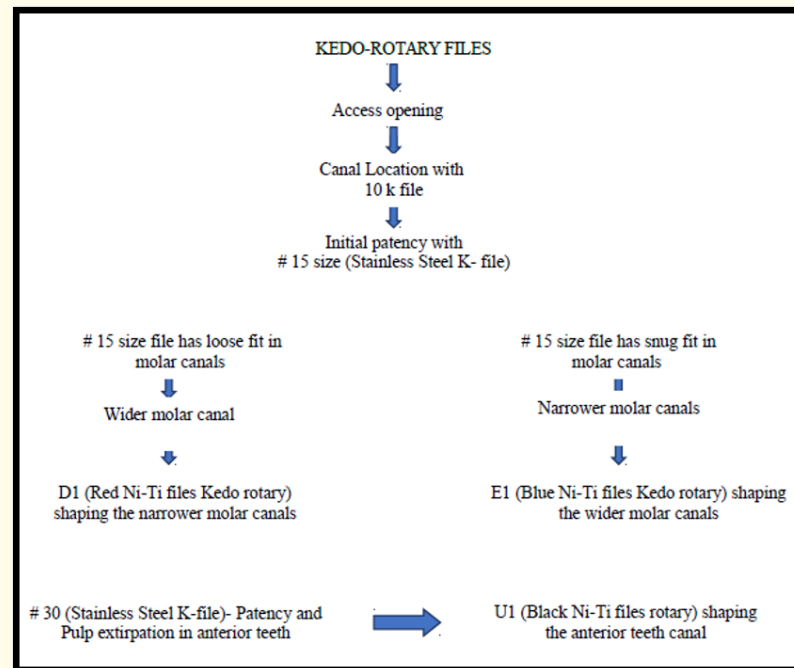 KEDO-ROTARY FILES
Access opening
Canal Location with
10 k file
Initial patency with
# 15 size (Stainless Steel K- file)
# 15 size file has loose fit in
molar canals
Wider molar canal
D1 (Red Ni-Ti files Kedo rotary)
shaping the narrower molar canals
# 15 size file has snug fit in
molar canals
Narrower molar canals
E1 (Blue Ni-Ti files Kedo rotary) shaping
the wider molar canals
# 30 (Stainless Steel K-file)- Patency and
Pulp extirpation in anterior teeth
U1 (Black Ni-Ti files rotary) shaping
the anterior teeth canal